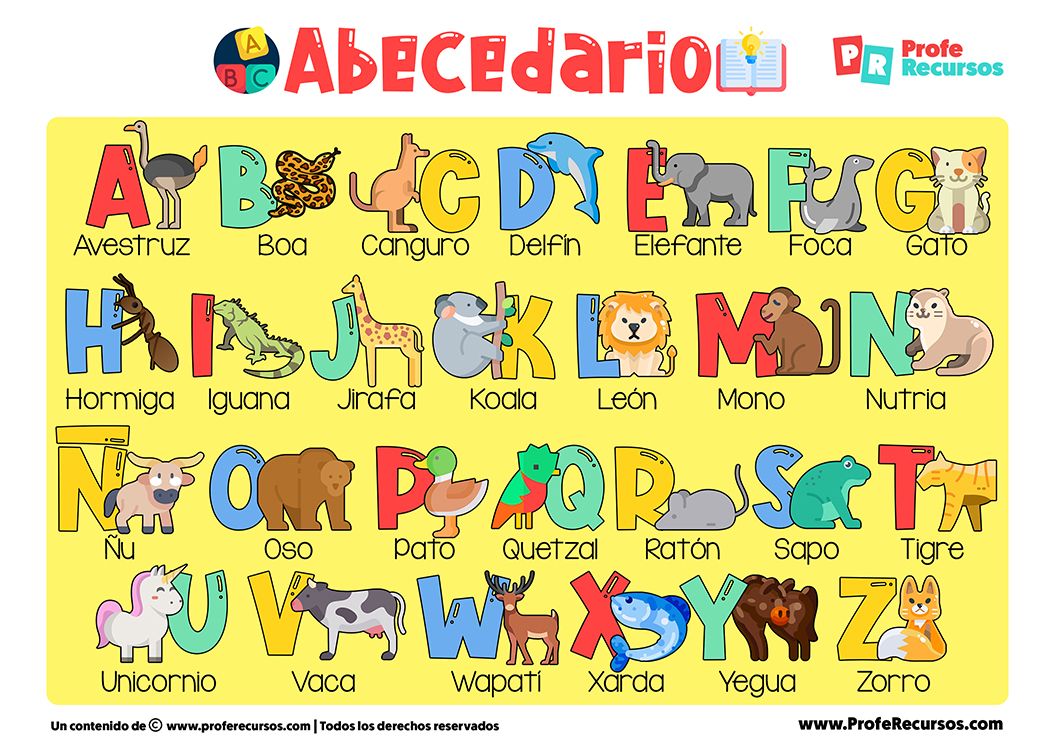 A B C Abecedario PR Profe
Recursos
A B C D E F G
Avestruz Boa Canguro Delfín Elefante Foca Gato
H I J K L M N
Hormiga Iguana Jirafa Koala León Mono Nutria
Ñ O P Q R S T
Ñu Oso Pato Quetzal Ratón Sapo Tigre
U V W X Y Z
Unicornio Vaca Wapatí Xarda Yegua Zorro
Un contenido de © www.proferecursos.com | Todos los derechos reservados www.ProfeRecursos.com